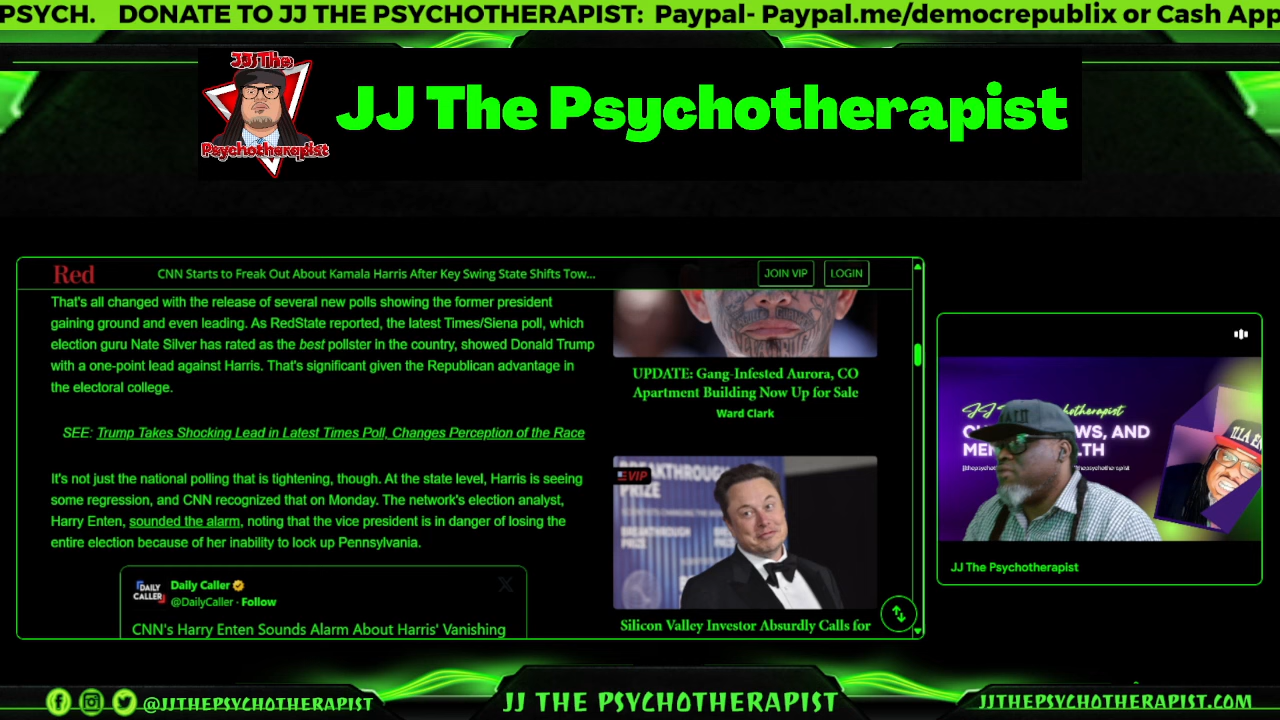 PSYCH. DONATE TO JJ THE PSYCHOTHERAPIST: Paypal- Paypal.me/democrepublix or Cash App
JJ The
Psychotherapist
JJ The Psychotherapist
Red
CNN Starts to Freak Out About Kamala Harris After Key Swing State Shifts Tow...
JOIN VIP
LOGIN
That's all changed with the release of several new polls showing the former president
gaining ground and even leading. As RedState reported, the latest Times/Siena poll, which
election guru Nate Silver has rated as the best pollster in the country, showed Donald Trump
with a one-point lead against Harris. That's significant given the Republican advantage in
the electoral college.
SEE: Trump Takes Shocking Lead in Latest Times Poll, Changes Perception of the Race
It's not just the national polling that is tightening, though. At the state level, Harris is seeing
some regression, and CNN recognized that on Monday. The network's election analyst,
Harry Enten, sounded the alarm, noting that the vice president is in danger of losing the
entire election because of her inability to lock up Pennsylvania.
DAILY
CALLER
Daily Caller
@DailyCaller · Follow
CNN's Harry Enten Sounds Alarm About Harris' Vanishing
UPDATE: Gang-Infested Aurora, CO
Apartment Building Now Up for Sale
Ward Clark
VIP
BREAKTHROUGH
PRIZE
Silicon Valley Investor Absurdly Calls for
WS, AND
JJ The Psychotherapist
@JJTHEPSYCHOTHERAPIST
JJ THE PSYCHOTHERAPIST
JJTHEPSYCHOTHERAPIST.COM